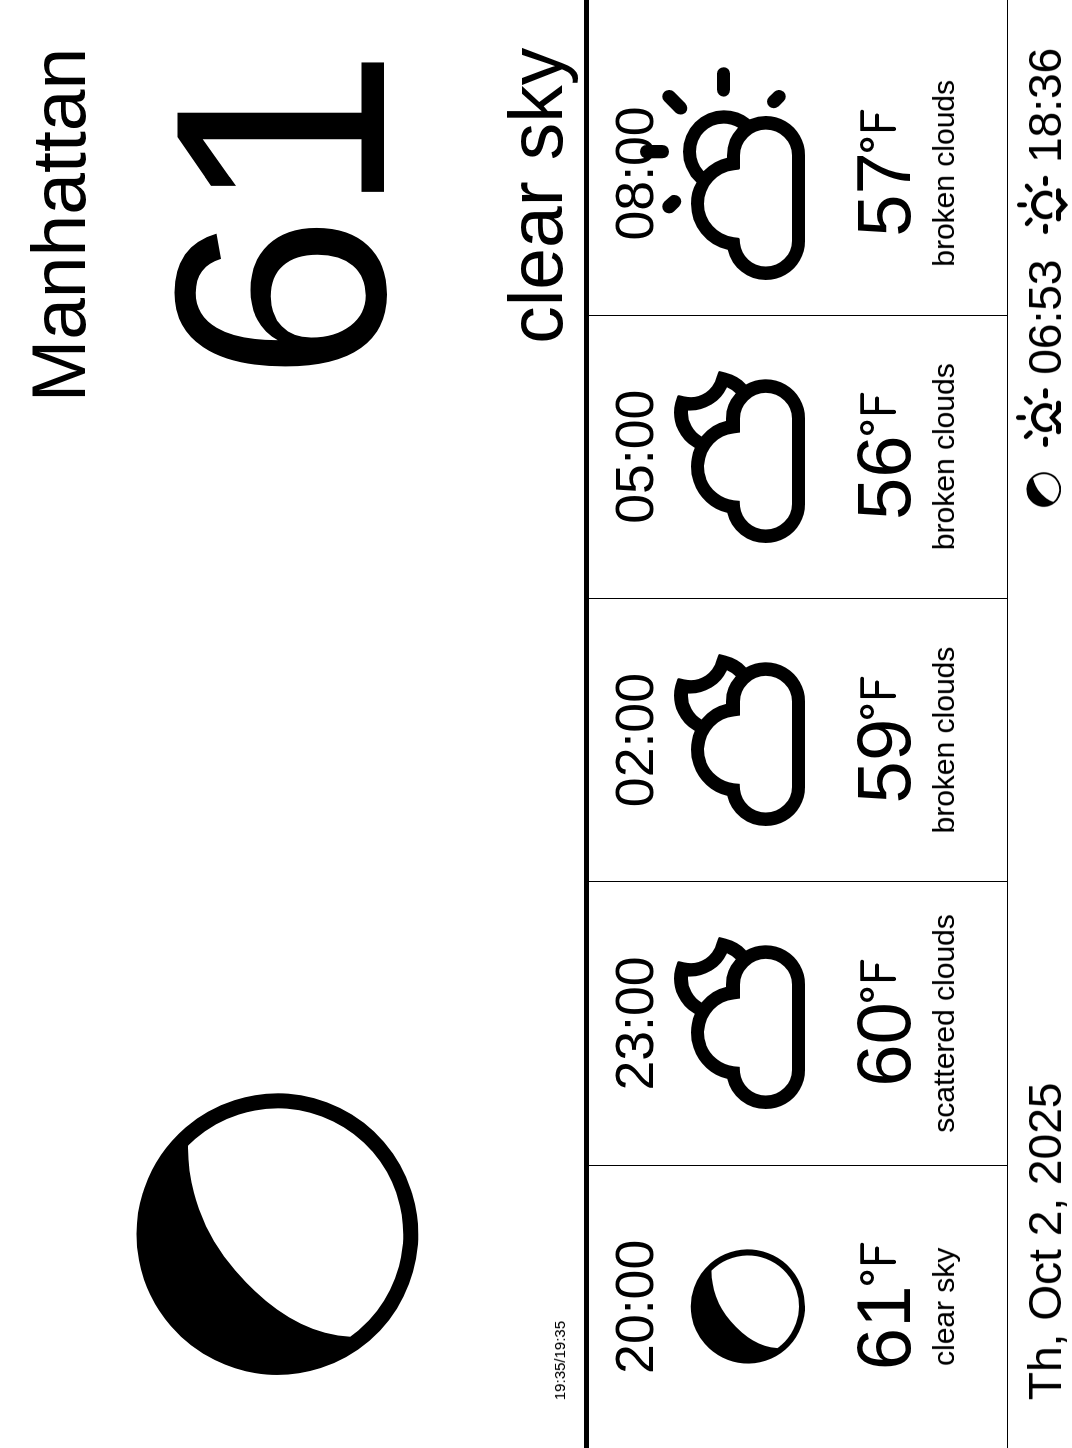 Manhattan
61
19:35/19:35
clear sky
20:00
23:00
02:00
05:00
08:00
61°F
60°F
59°F
56°F
57°F
clear sky
scattered clouds
broken clouds
broken clouds
broken clouds
Th, Oct 2, 2025
06:53
18:36